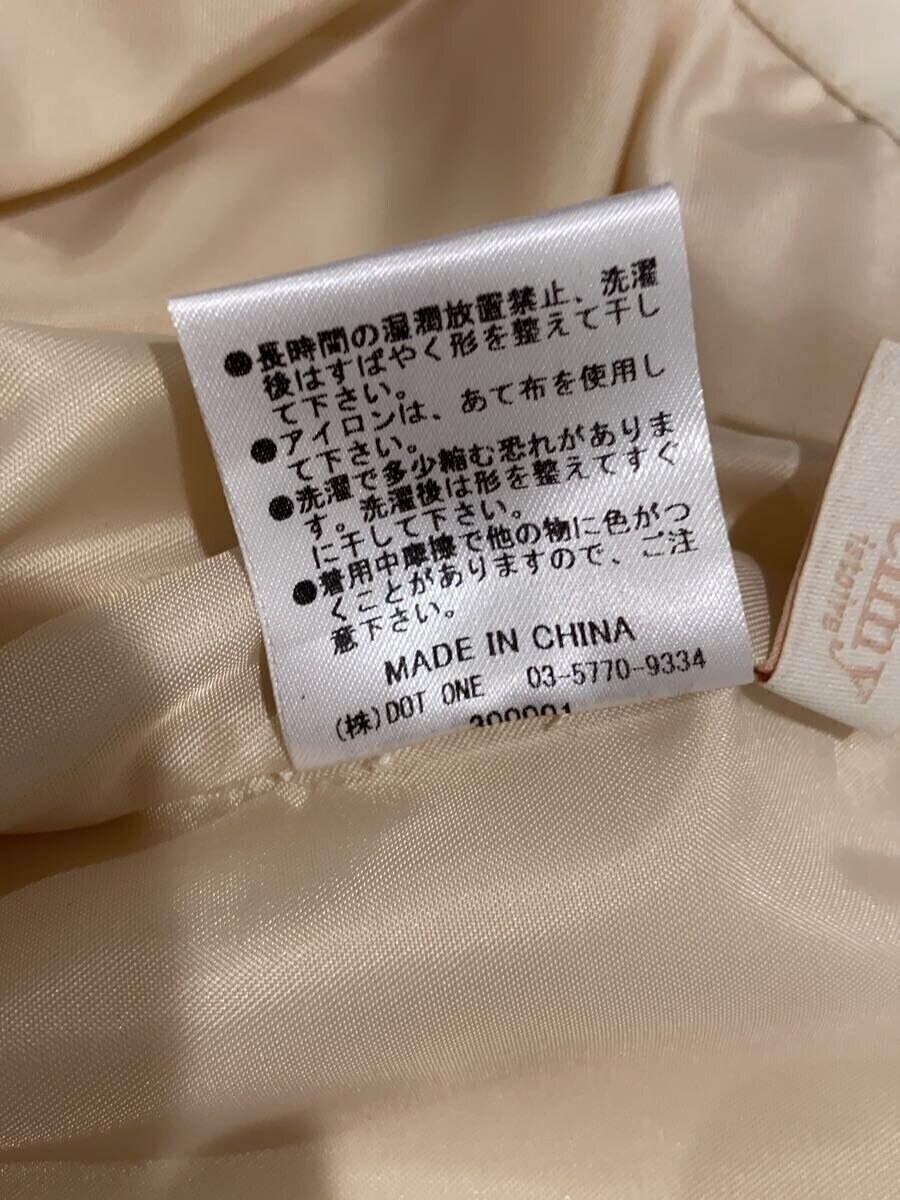 ●長時間の湿潤放置禁止、洗濯
後はすばやく形を整えて干し
て下さい。
●アイロンは、あて布を使用し
て下さい。
●洗濯で多少縮む恐れがありま
す。洗濯後は形を整えてすぐ
に干して下さい。
●着用中摩擦で他の物に色がつ
くことがありますので、ご注
意下さい。
MADE IN CHINA
(株)DOT ONE 03-5770-9334